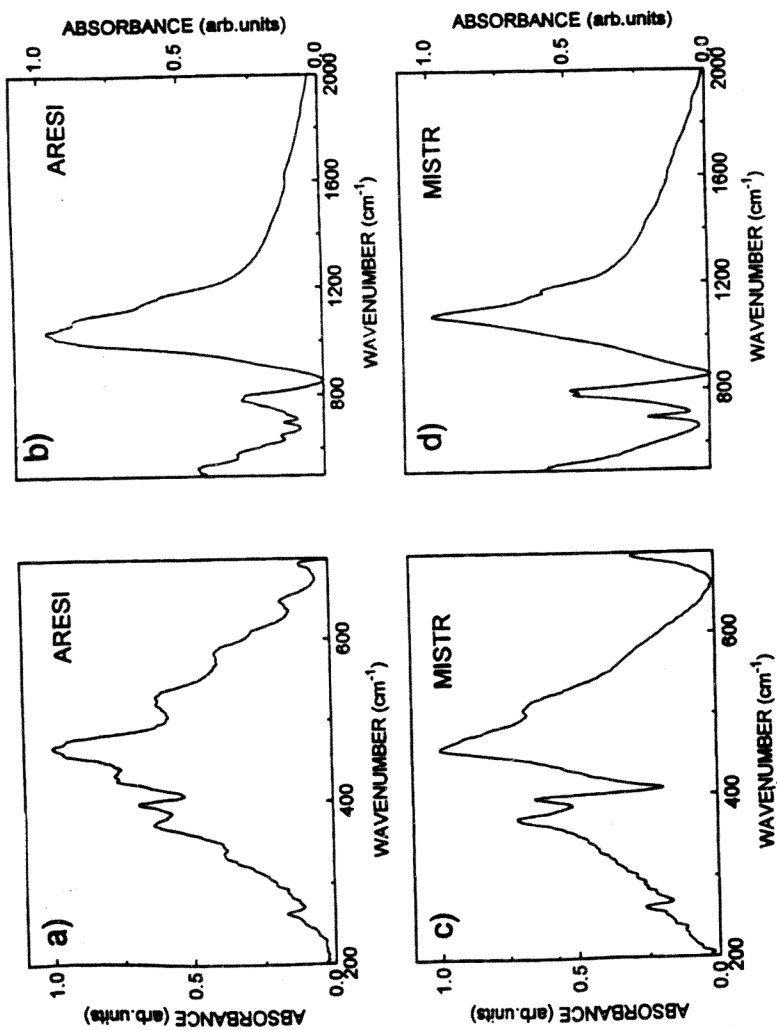 a)
ARESI
1.0
0.5
0.0
200
400
600
ABSORBANCE (arb.units)
WAVENUMBER (cm⁻¹)
b)
ARESI
1.0
0.5
0.0
800
1200
1600
2000
ABSORBANCE (arb.units)
WAVENUMBER (cm⁻¹)
c)
MISTR
1.0
0.5
0.0
200
400
600
ABSORBANCE (arb.units)
WAVENUMBER (cm⁻¹)
d)
MISTR
1.0
0.5
0.0
800
1200
1600
2000
ABSORBANCE (arb.units)
WAVENUMBER (cm⁻¹)